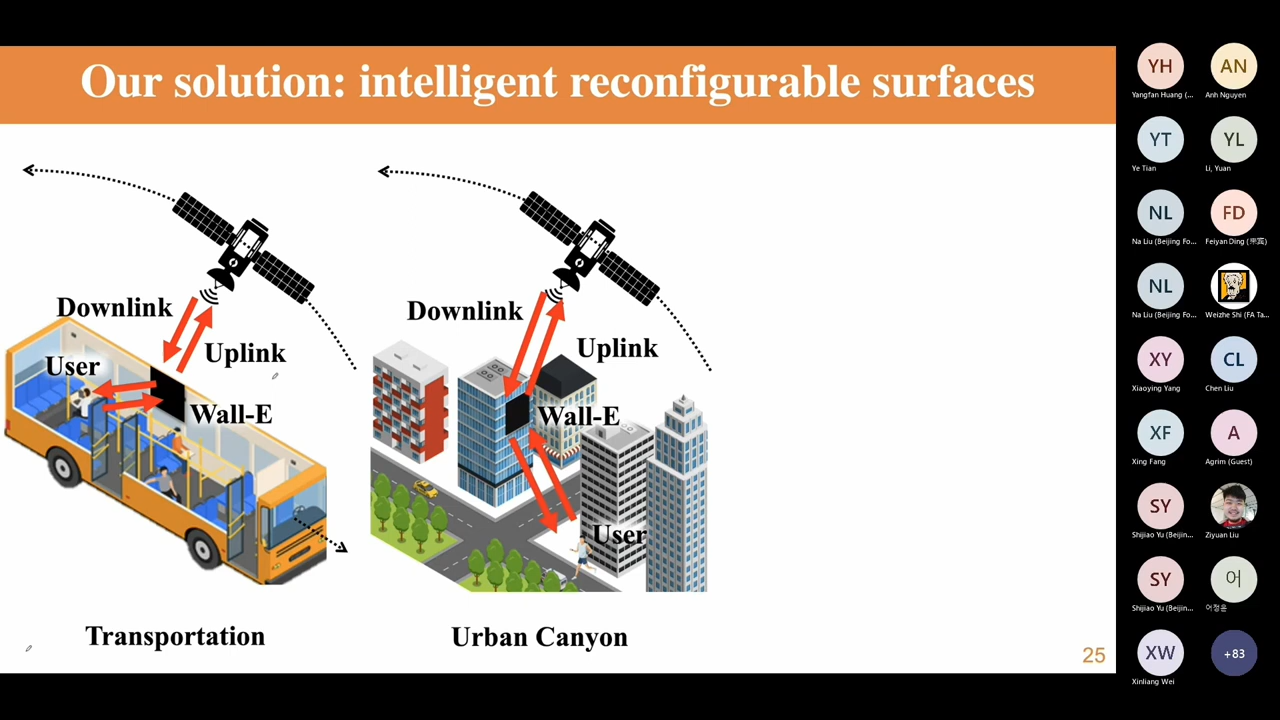 Our solution: intelligent reconfigurable surfaces
Downlink
Uplink
User
Wall-E
Transportation
Downlink
Uplink
Wall-E
User
Urban Canyon
25
YH
Yangfan Huang (...
AN
Anh Nguyen
YT
Ye Tian
YL
Li, Yuan
NL
Na Liu (Beijing Fo...
FD
Feiyan Ding (
NL
Na Liu (Beijing Fo...
Weizhe Shi (FA Ta...
XY
Xiaoying Yang
CL
Chen Liu
XF
Xing Fang
A
Agrim (Guest)
SY
Shijiao Yu (Beijin...
Ziyuan Liu
SY
Shijiao Yu (Beijin...
어
어정윤
XW
Xinliang Wei
+83